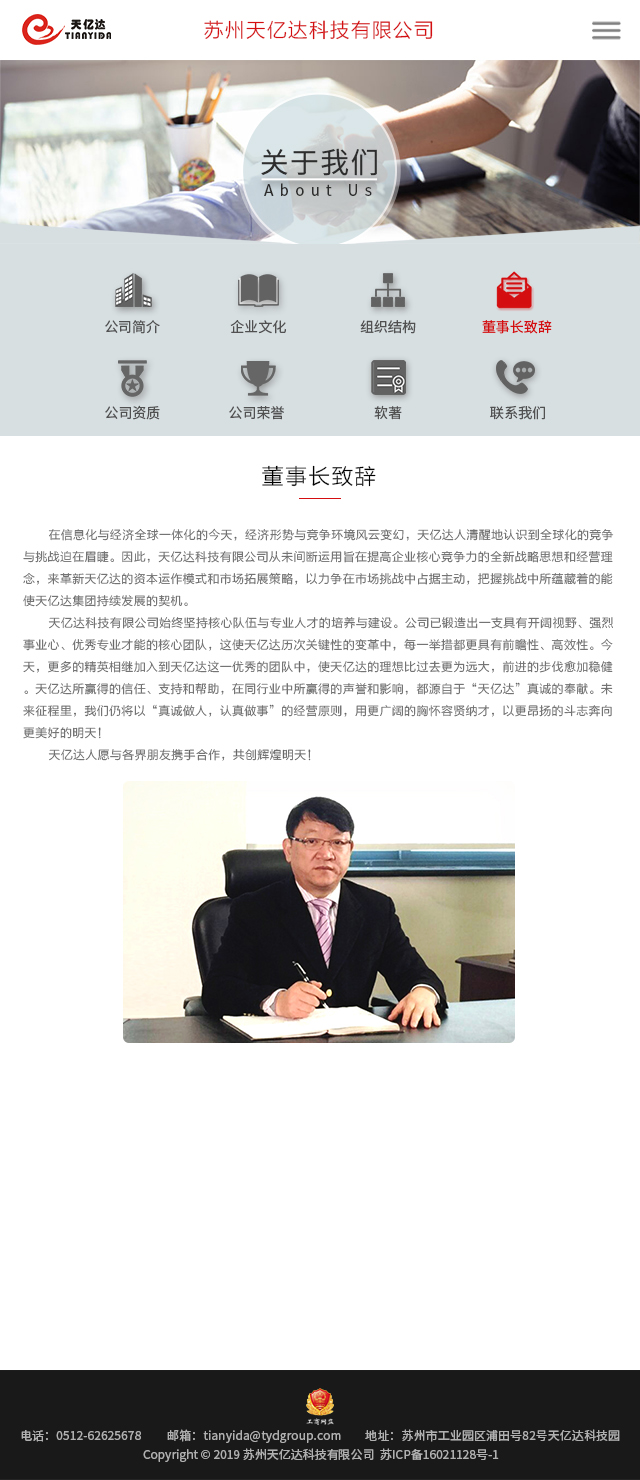 天亿达
TIANYIDA
苏州天亿达科技有限公司
关于我们
About Us
公司简介
企业文化
组织结构
董事长致辞
公司资质
公司荣誉
软著
联系我们
董事长致辞
在信息化与经济全球一体化的今天，经济形势与竞争环境风云变幻，天亿达人清醒地认识到全球化的竞争
与挑战迫在眉睫。因此，天亿达科技有限公司从未间断运用旨在提高企业核心竞争力的全新战略思想和经营理
念，来革新天亿达的资本运作模式和市场拓展策略，以力争在市场挑战中占据主动，把握挑战中所蕴藏着的能
使天亿达集团持续发展的契机。
天亿达科技有限公司始终坚持核心队伍与专业人才的培养与建设。公司已锻造出一支具有开阔视野、强烈
事业心、优秀专业才能的核心团队，这使天亿达历次关键性的变革中，每一举措都更具有前瞻性、高效性。今
天，更多的精英相继加入到天亿达这一优秀的团队中，使天亿达的理想比过去更为远大，前进的步伐愈加稳健
。天亿达所赢得的信任、支持和帮助，在同行业中所赢得的声誉和影响，都源自于“天亿达”真诚的奉献。未
来征程里，我们仍将以“真诚做人，认真做事”的经营原则，用更广阔的胸怀容贤纳才，以更昂扬的斗志奔向
更美好的明天！
天亿达人愿与各界朋友携手合作，共创辉煌明天！
工商网监
电话：0512-62625678 邮箱：tianyida@tydgroup.com 地址：苏州市工业园区浦田号82号天亿达科技园
Copyright © 2019 苏州天亿达科技有限公司 苏ICP备16021128号-1